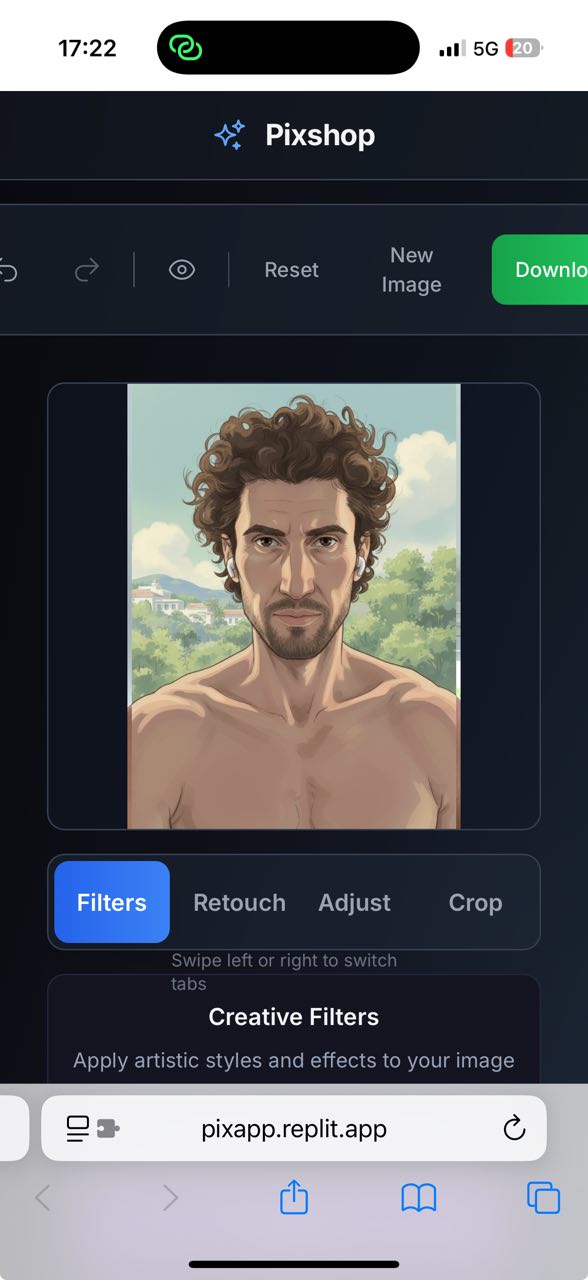 17:22
5G
20
Pixshop
Reset
New
Image
Downlo
Filters
Retouch
Adjust
Crop
Swipe left or right to switch
tabs
Creative Filters
Apply artistic styles and effects to your image
pixapp.replit.app